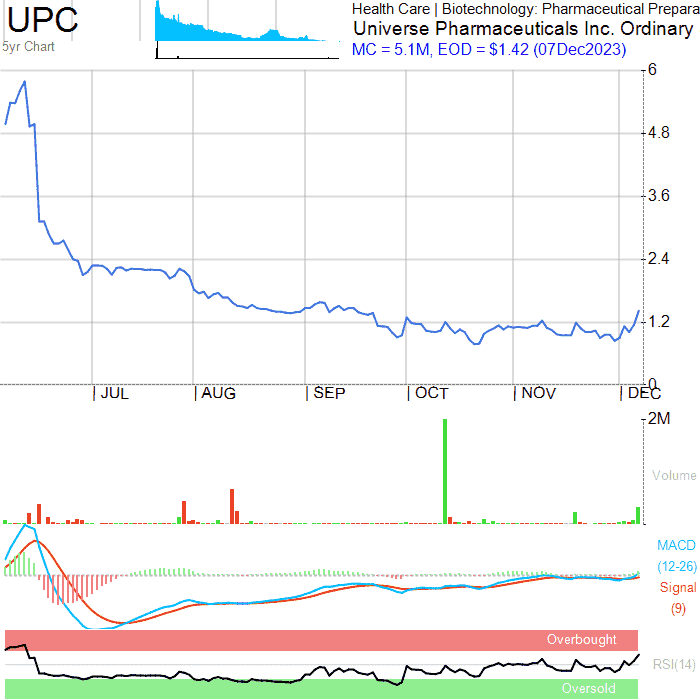 UPC
5yr Chart
Health Care | Biotechnology: Pharmaceutical Prepara
Universe Pharmaceuticals Inc. Ordinary
MC = 5.1M, EOD = $1.42 (07Dec2023)
6
4.8
3.6
2.4
1.2
0
JUL
AUG
SEP
OCT
NOV
DEC
2M
Volume
MACD
(12-26)
Signal
(9)
Overbought
RSI(14)
Oversold